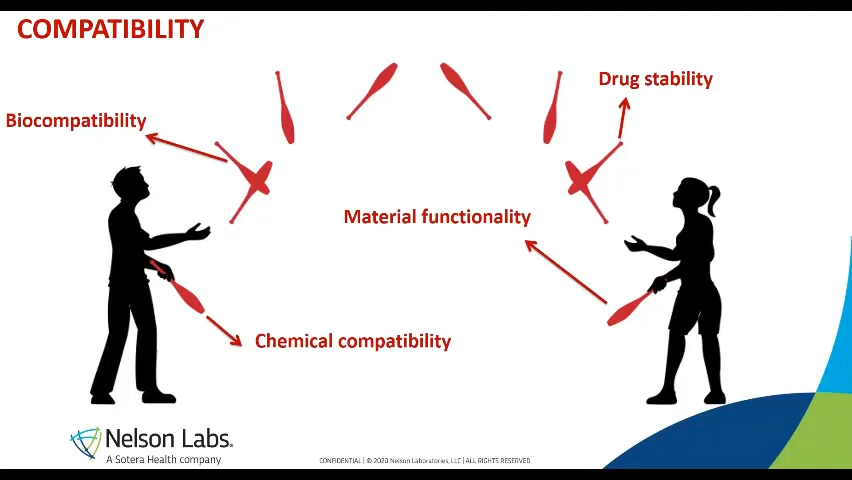 COMPATIBILITY
Drug stability
Biocompatibility
Material functionality
Chemical compatibility
Nelson Labs.
A Sotera Health company
CONFIDENTIAL | © 2020 Nelson Laboratories, LLC | ALL RIGHTS RESERVED